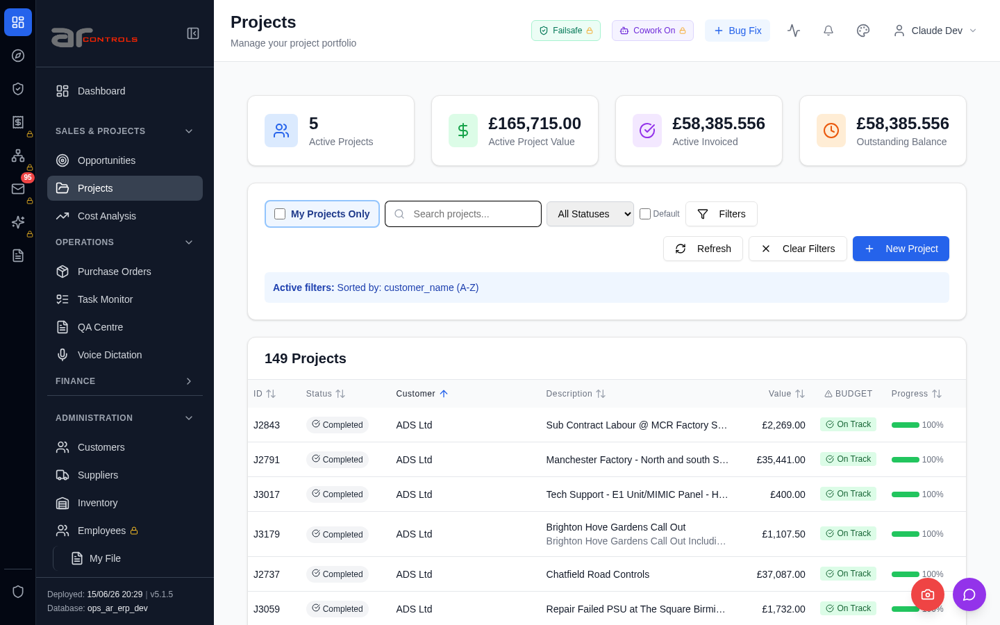 ar CONTROLS
95
Dashboard
SALES & PROJECTS
Opportunities
Projects
Cost Analysis
OPERATIONS
Purchase Orders
Task Monitor
QA Centre
Voice Dictation
FINANCE
ADMINISTRATION
Customers
Suppliers
Inventory
Employees
My File
Deployed: 15/06/26 20:29 | v5.1.5
Database: ops_ar_erp_dev
Projects
Manage your project portfolio
Failsafe
Cowork On
Bug Fix
Claude Dev
5
Active Projects
£165,715.00
Active Project Value
£58,385.556
Active Invoiced
£58,385.556
Outstanding Balance
My Projects Only
Search projects...
All Statuses
Default
Filters
Refresh
Clear Filters
New Project
Active filters: Sorted by: customer_name (A-Z)
149 Projects
ID Status Customer Description Value BUDGET Progress
J2843 Completed ADS Ltd Sub Contract Labour @ MCR Factory S… £2,269.00 On Track 100%
J2791 Completed ADS Ltd Manchester Factory - North and south S… £35,441.00 On Track 100%
J3017 Completed ADS Ltd Tech Support - E1 Unit/MIMIC Panel - H… £400.00 On Track 100%
J3179 Completed ADS Ltd Brighton Hove Gardens Call Out £1,107.50 On Track 100%
Brighton Hove Gardens Call Out Includi…
J2737 Completed ADS Ltd Chatfield Road Controls £37,087.00 On Track 100%
J3059 Completed ADS Ltd Repair Failed PSU at The Square Birmi… £1,732.00 On Track